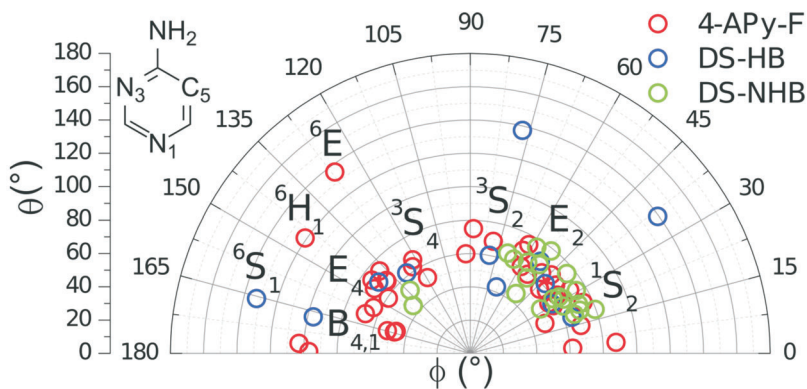 NH₂
N₃
C₅
N₁
θ(°)
180
160
140
120
100
80
60
40
20
0
180
165
150
135
120
105
90
75
60
45
30
15
0
ϕ (°)
⁶E
⁶H₁
⁶S₁
³S₄
E₄
B₄,₁
³S₂
E₂
¹S₂
4-APy-F
DS-HB
DS-NHB